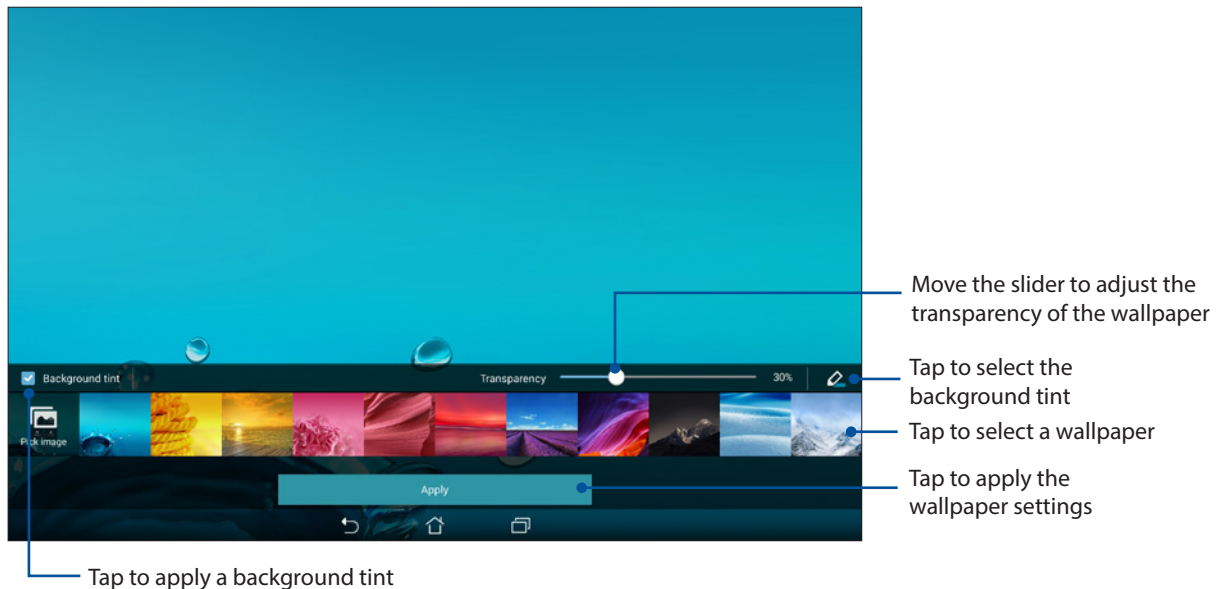 Move the slider to adjust the
transparency of the wallpaper
Background tint
Transparency
30%
Tap to select the
background tint
Pick image
Tap to select a wallpaper
Apply
Tap to apply the
wallpaper settings
Tap to apply a background tint